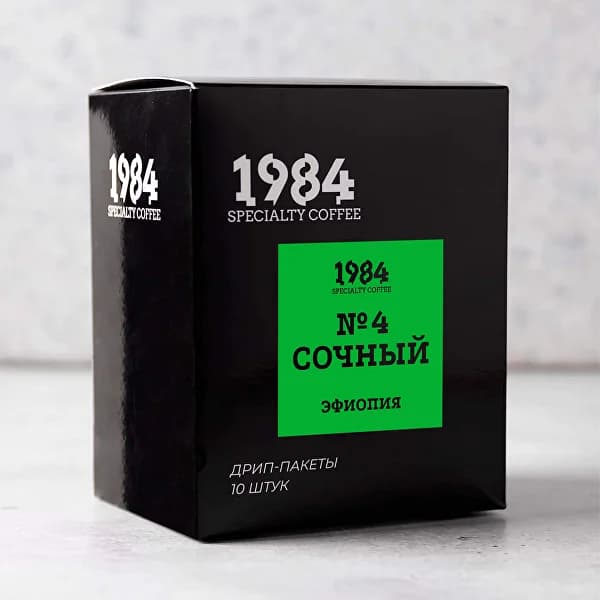 1984
SPECIALTY COFFEE
1984
SPECIALTY COFFEE
1984
SPECIALTY COFFEE
№4
СОЧНЫЙ
ЭФИОПИЯ
ДРИП-ПАКЕТЫ
10 ШТУК